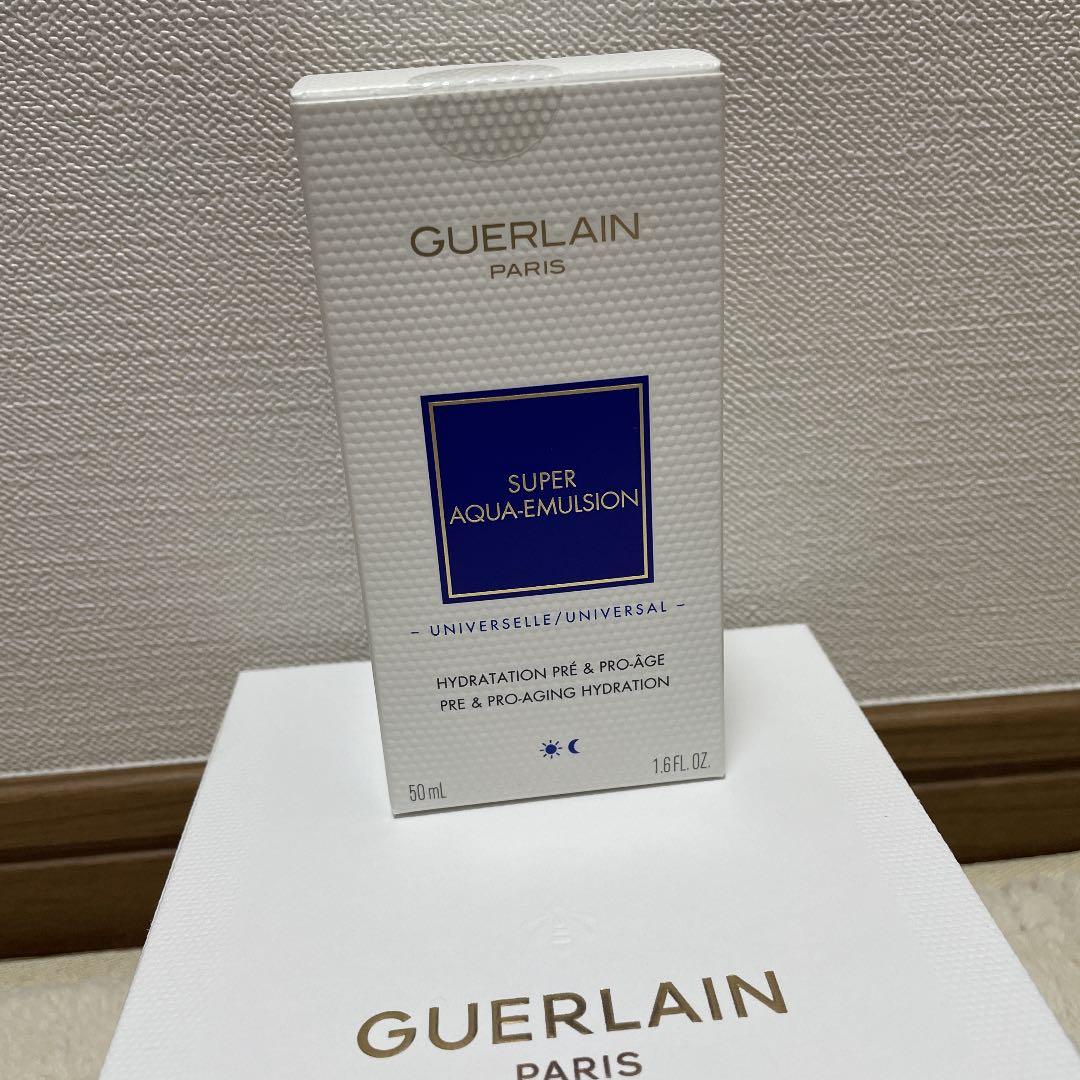 GUERLAIN
PARIS
SUPER
AQUA-EMULSION
– UNIVERSELLE/UNIVERSAL –
HYDRATATION PRÉ & PRO-ÂGE
PRE & PRO-AGING HYDRATION
50 mL
1.6 FL. OZ.
GUERLAIN
PARIS